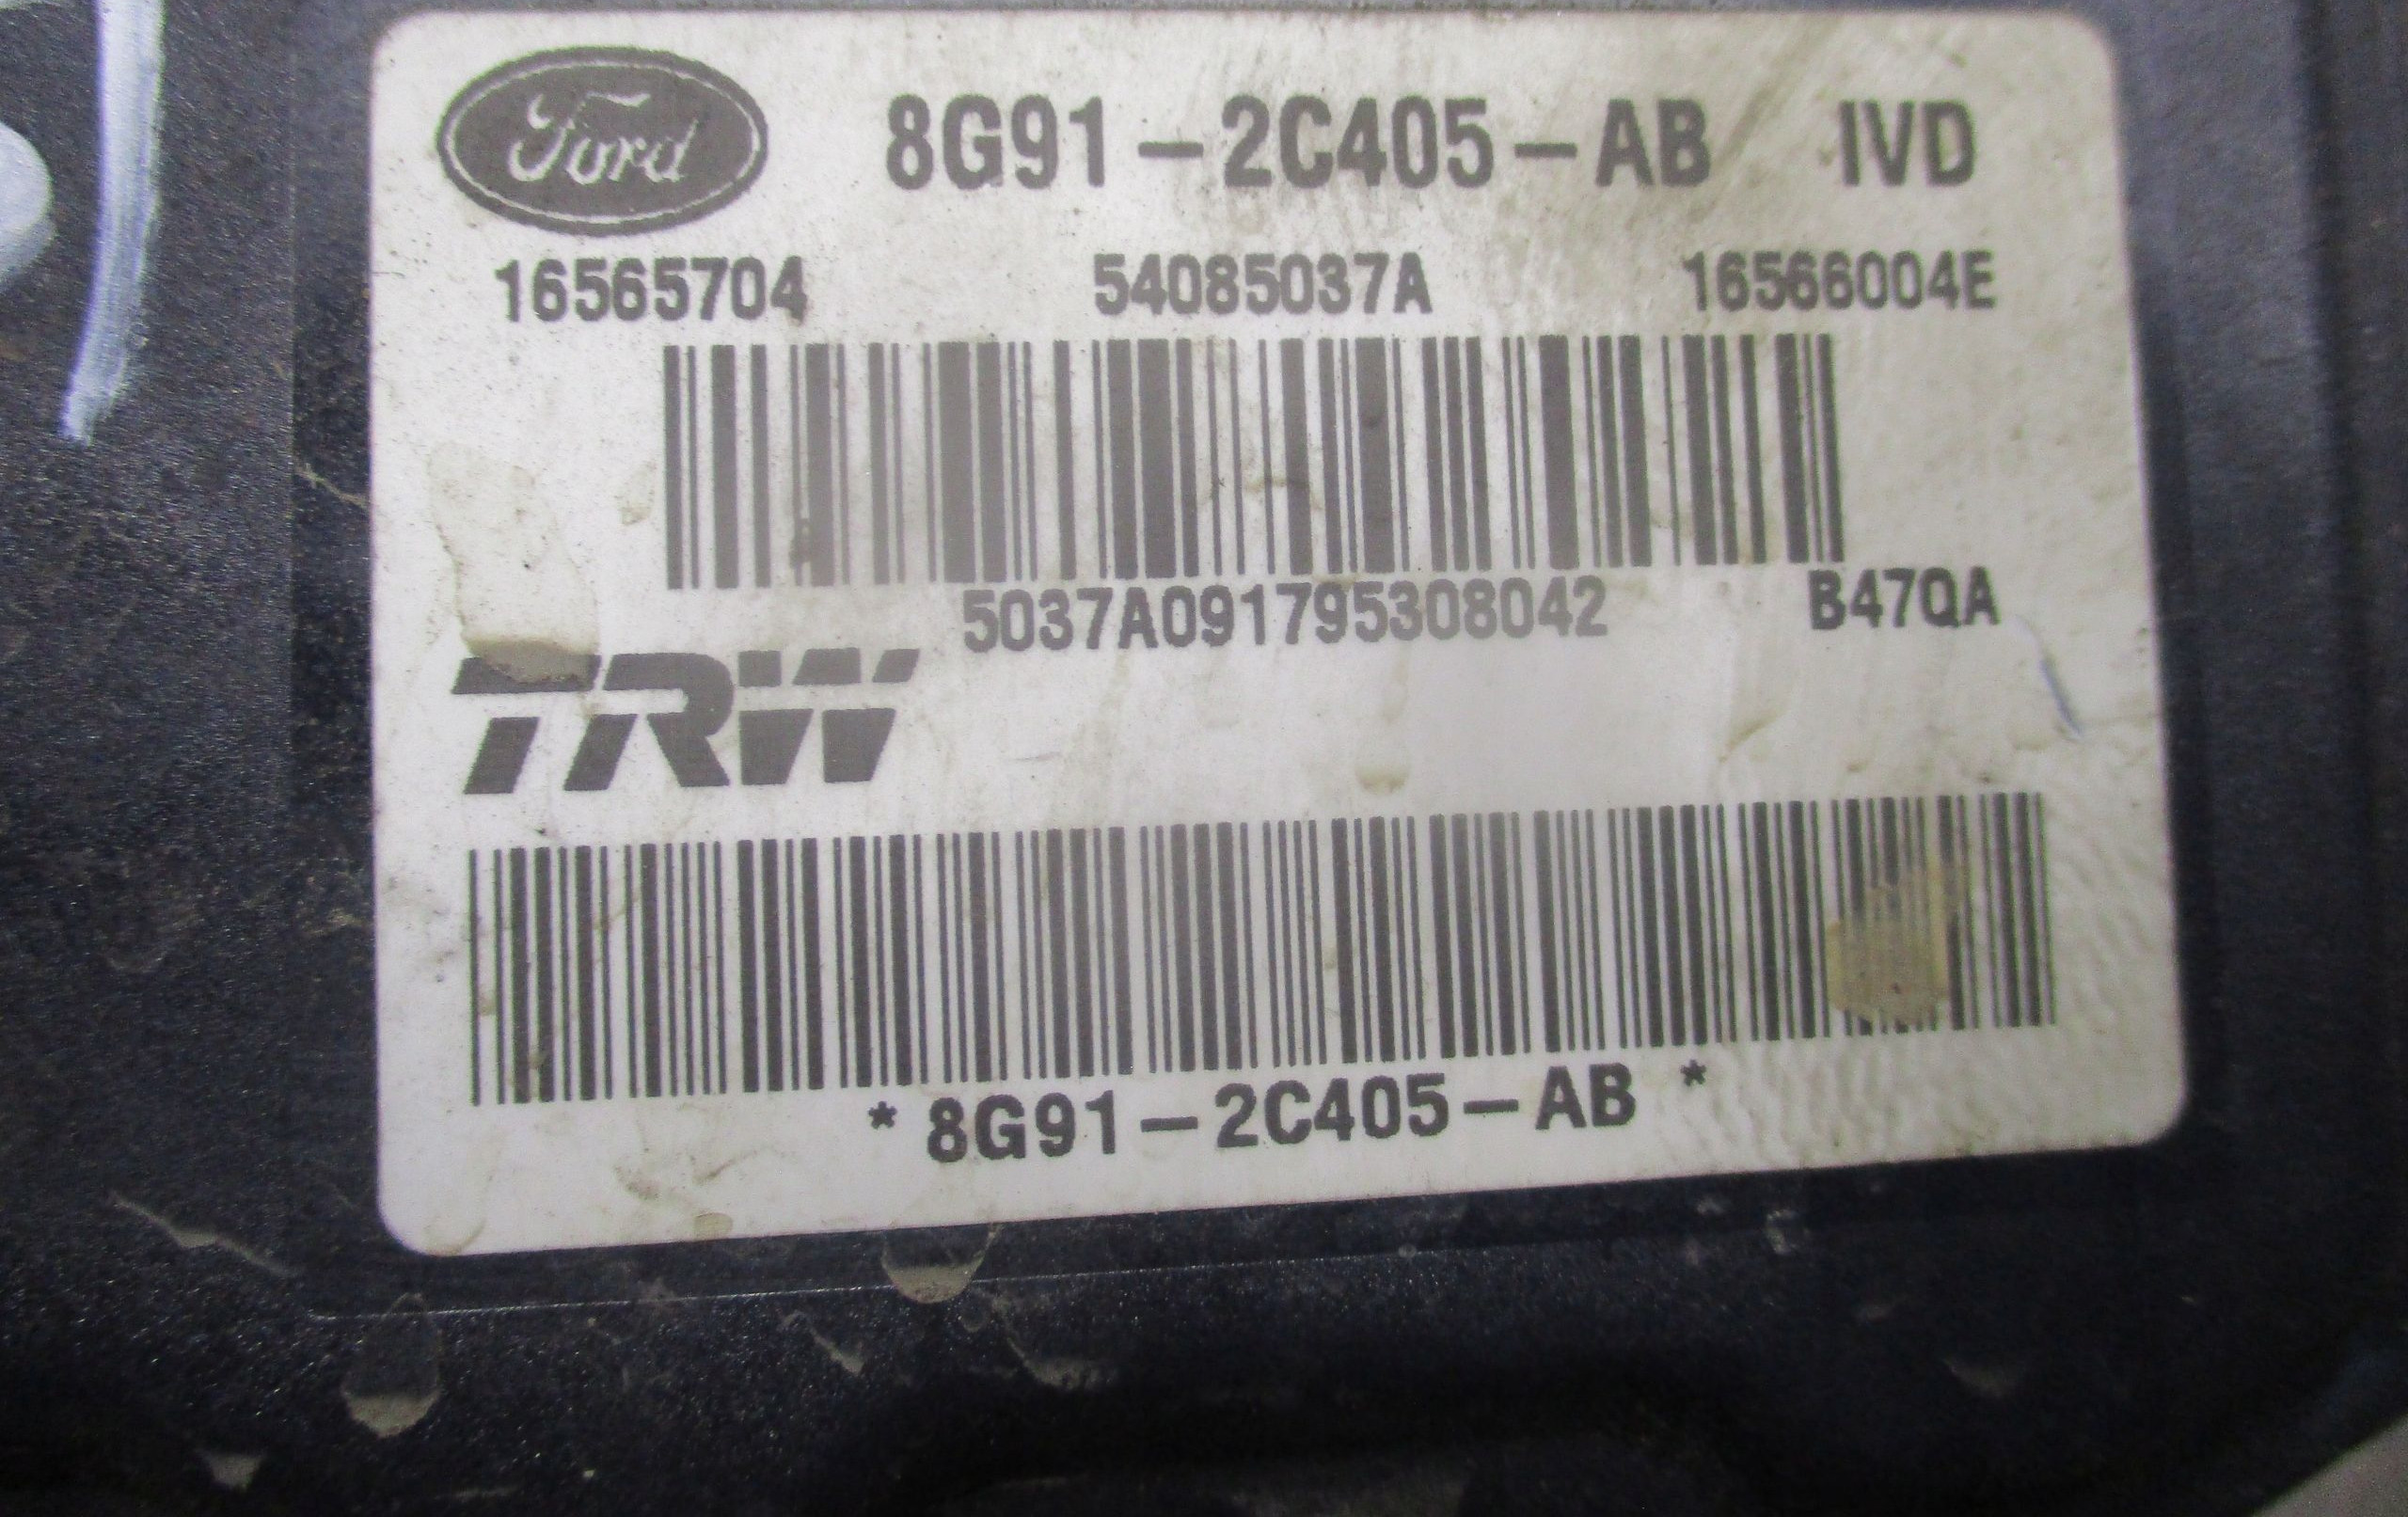 Ford 8G91-2C405-AB IVD
16565704 54085037A 16566004E
5037A091795308042 B47QA
TRW
* 8G91-2C405-AB *